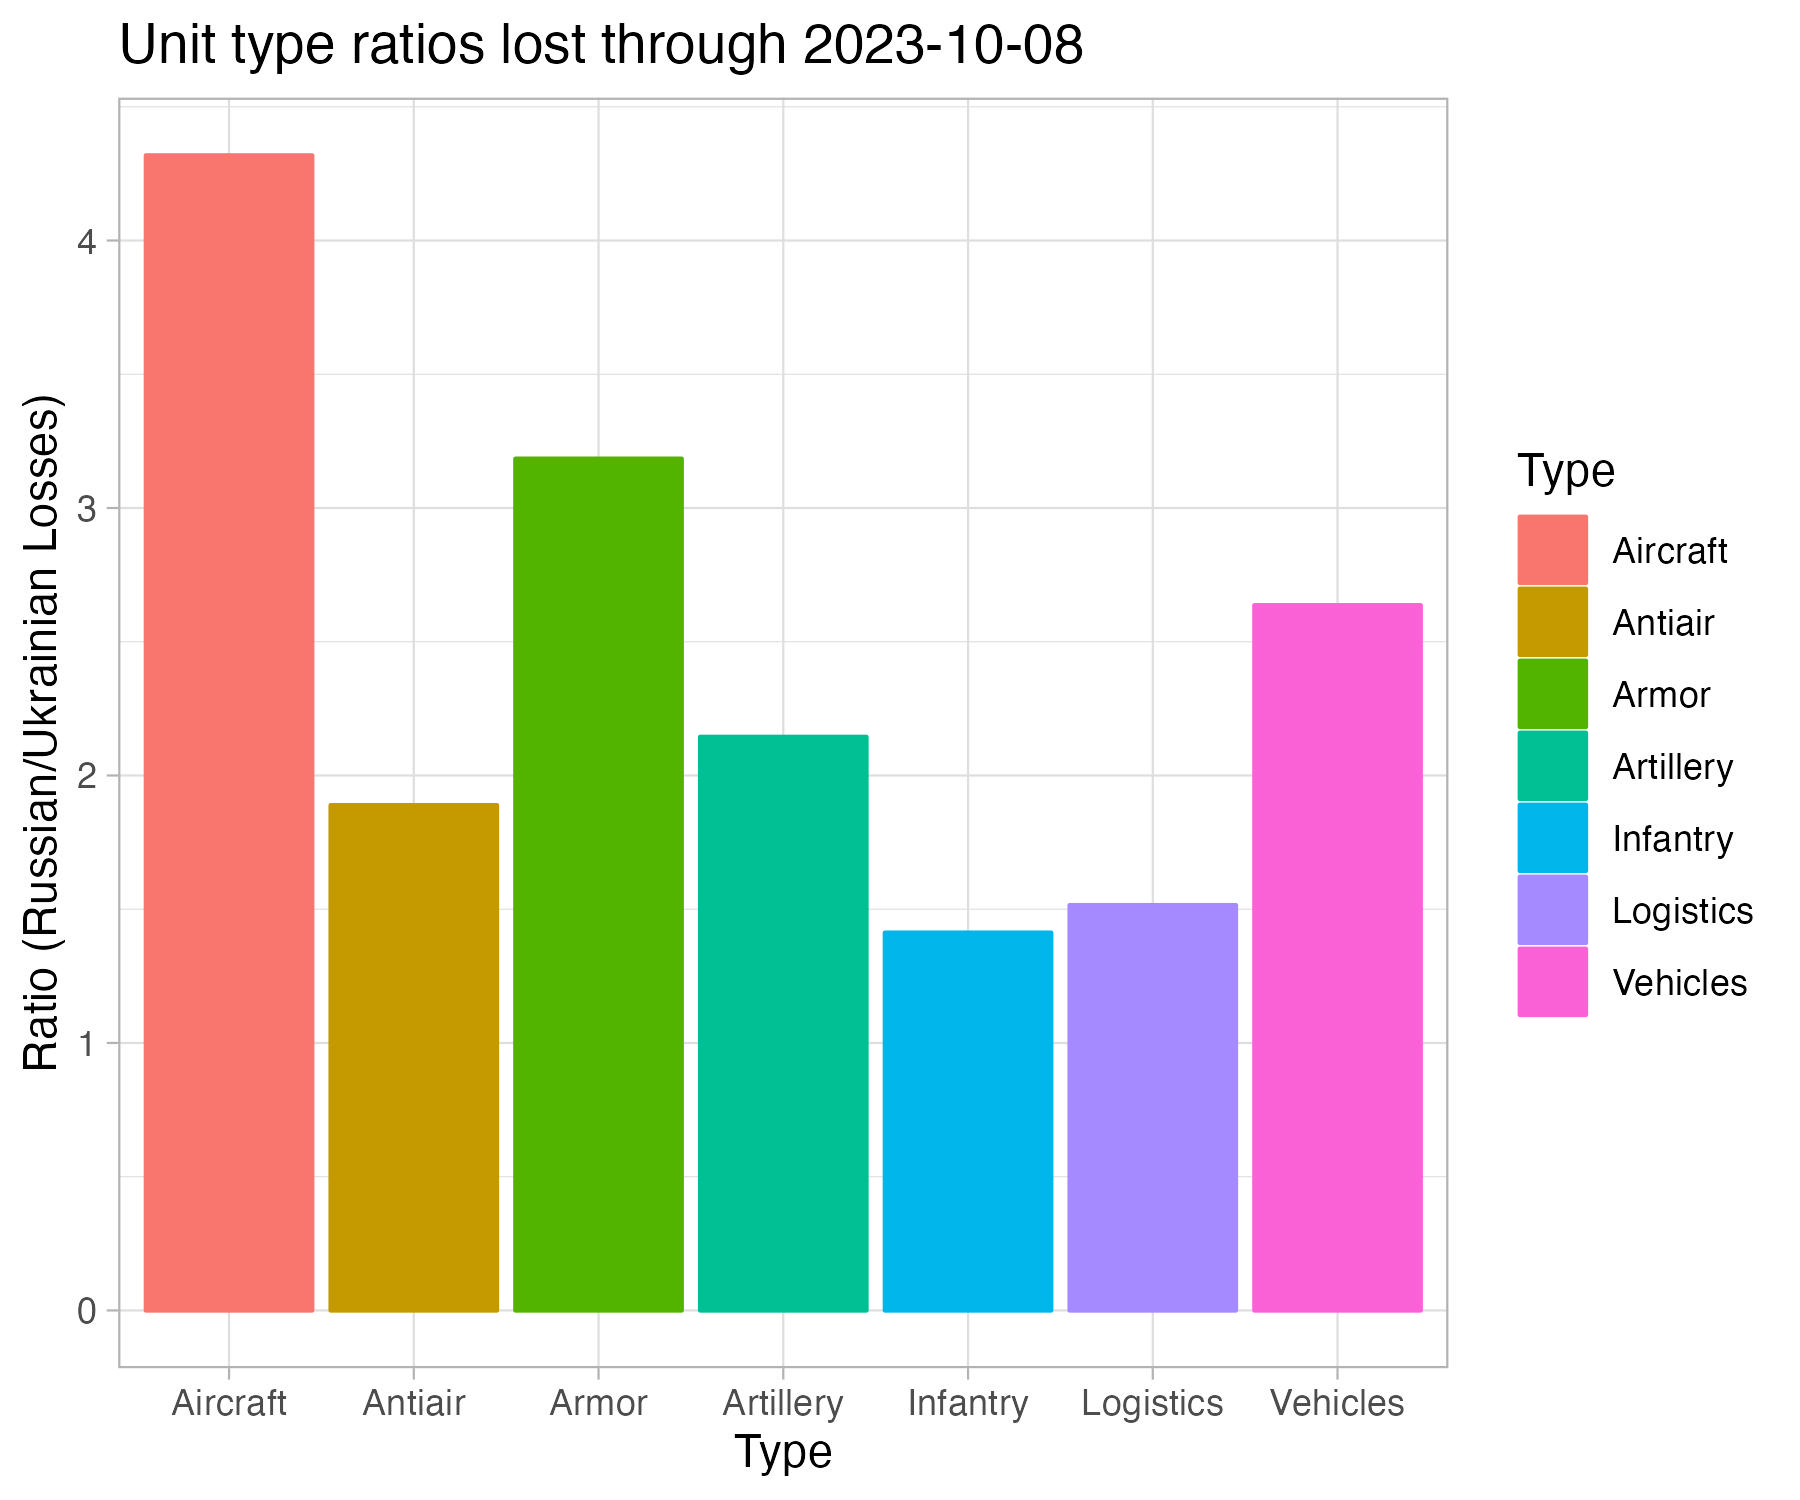 Unit type ratios lost through 2023-10-08
Ratio (Russian/Ukrainian Losses)
4
3
2
1
0
Aircraft
Antiair
Armor
Artillery
Infantry
Logistics
Vehicles
Type
Type
Aircraft
Antiair
Armor
Artillery
Infantry
Logistics
Vehicles